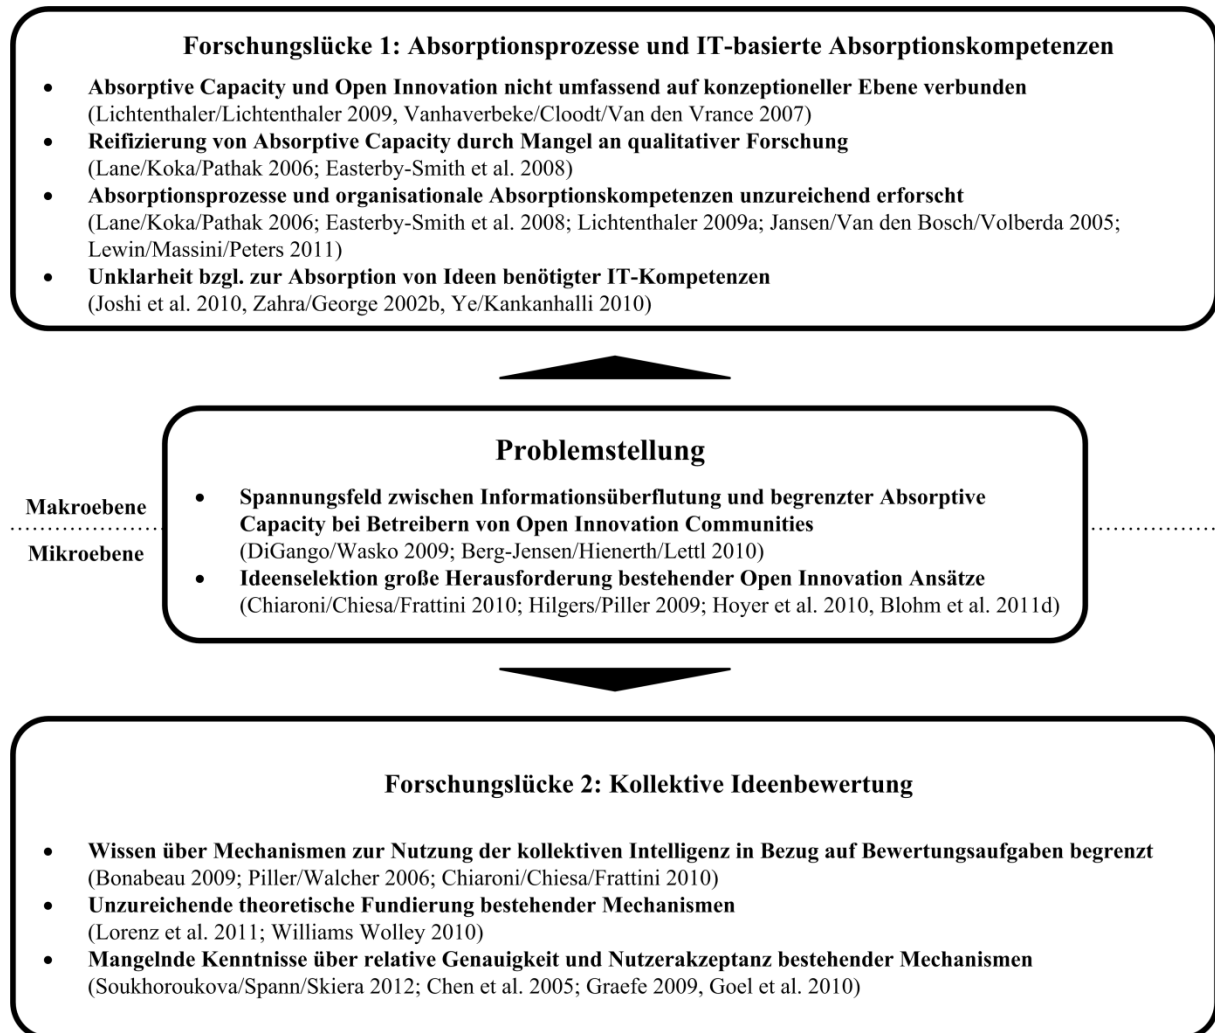 Forschungslücke 1: Absorptionsprozesse und IT-basierte Absorptionskompetenzen
• Absorptive Capacity und Open Innovation nicht umfassend auf konzeptioneller Ebene verbunden
(Lichtenthaler/Lichtenthaler 2009, Vanhaverbeke/Cloodt/Van den Vrance 2007)
• Reifizierung von Absorptive Capacity durch Mangel an qualitativer Forschung
(Lane/Koka/Pathak 2006; Easterby-Smith et al. 2008)
• Absorptionsprozesse und organisationale Absorptionskompetenzen unzureichend erforscht
(Lane/Koka/Pathak 2006; Easterby-Smith et al. 2008; Lichtenthaler 2009a; Jansen/Van den Bosch/Volberda 2005;
Lewin/Massini/Peters 2011)
• Unklarheit bzgl. zur Absorption von Ideen benötigter IT-Kompetenzen
(Joshi et al. 2010, Zahra/George 2002b, Ye/Kankanhalli 2010)
Problemstellung
• Spannungsfeld zwischen Informationsüberflutung und begrenzter Absorptive
Capacity bei Betreibern von Open Innovation Communities
(DiGango/Wasko 2009; Berg-Jensen/Hienerth/Lettl 2010)
• Ideenselektion große Herausforderung bestehender Open Innovation Ansätze
(Chiaroni/Chiesa/Frattini 2010; Hilgers/Piller 2009; Hoyer et al. 2010, Blohm et al. 2011d)
Makroebene
Mikroebene
Forschungslücke 2: Kollektive Ideenbewertung
• Wissen über Mechanismen zur Nutzung der kollektiven Intelligenz in Bezug auf Bewertungsaufgaben begrenzt
(Bonabeau 2009; Piller/Walcher 2006; Chiaroni/Chiesa/Frattini 2010)
• Unzureichende theoretische Fundierung bestehender Mechanismen
(Lorenz et al. 2011; Williams Wolley 2010)
• Mangelnde Kenntnisse über relative Genauigkeit und Nutzerakzeptanz bestehender Mechanismen
(Soukhoroukova/Spann/Skiera 2012; Chen et al. 2005; Graefe 2009, Goel et al. 2010)